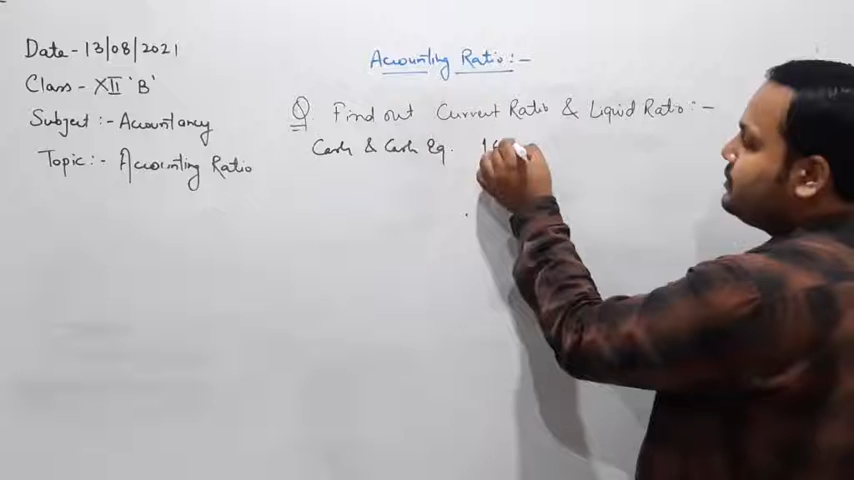 Date - 13/08/2021
Class - XII 'B'
Subject :- Accountancy
Topic :- Accounting Ratio
Accounting Ratio :-
Q Find out Current Ratio & Liquid Ratio :-
Cash & Cash Eq.